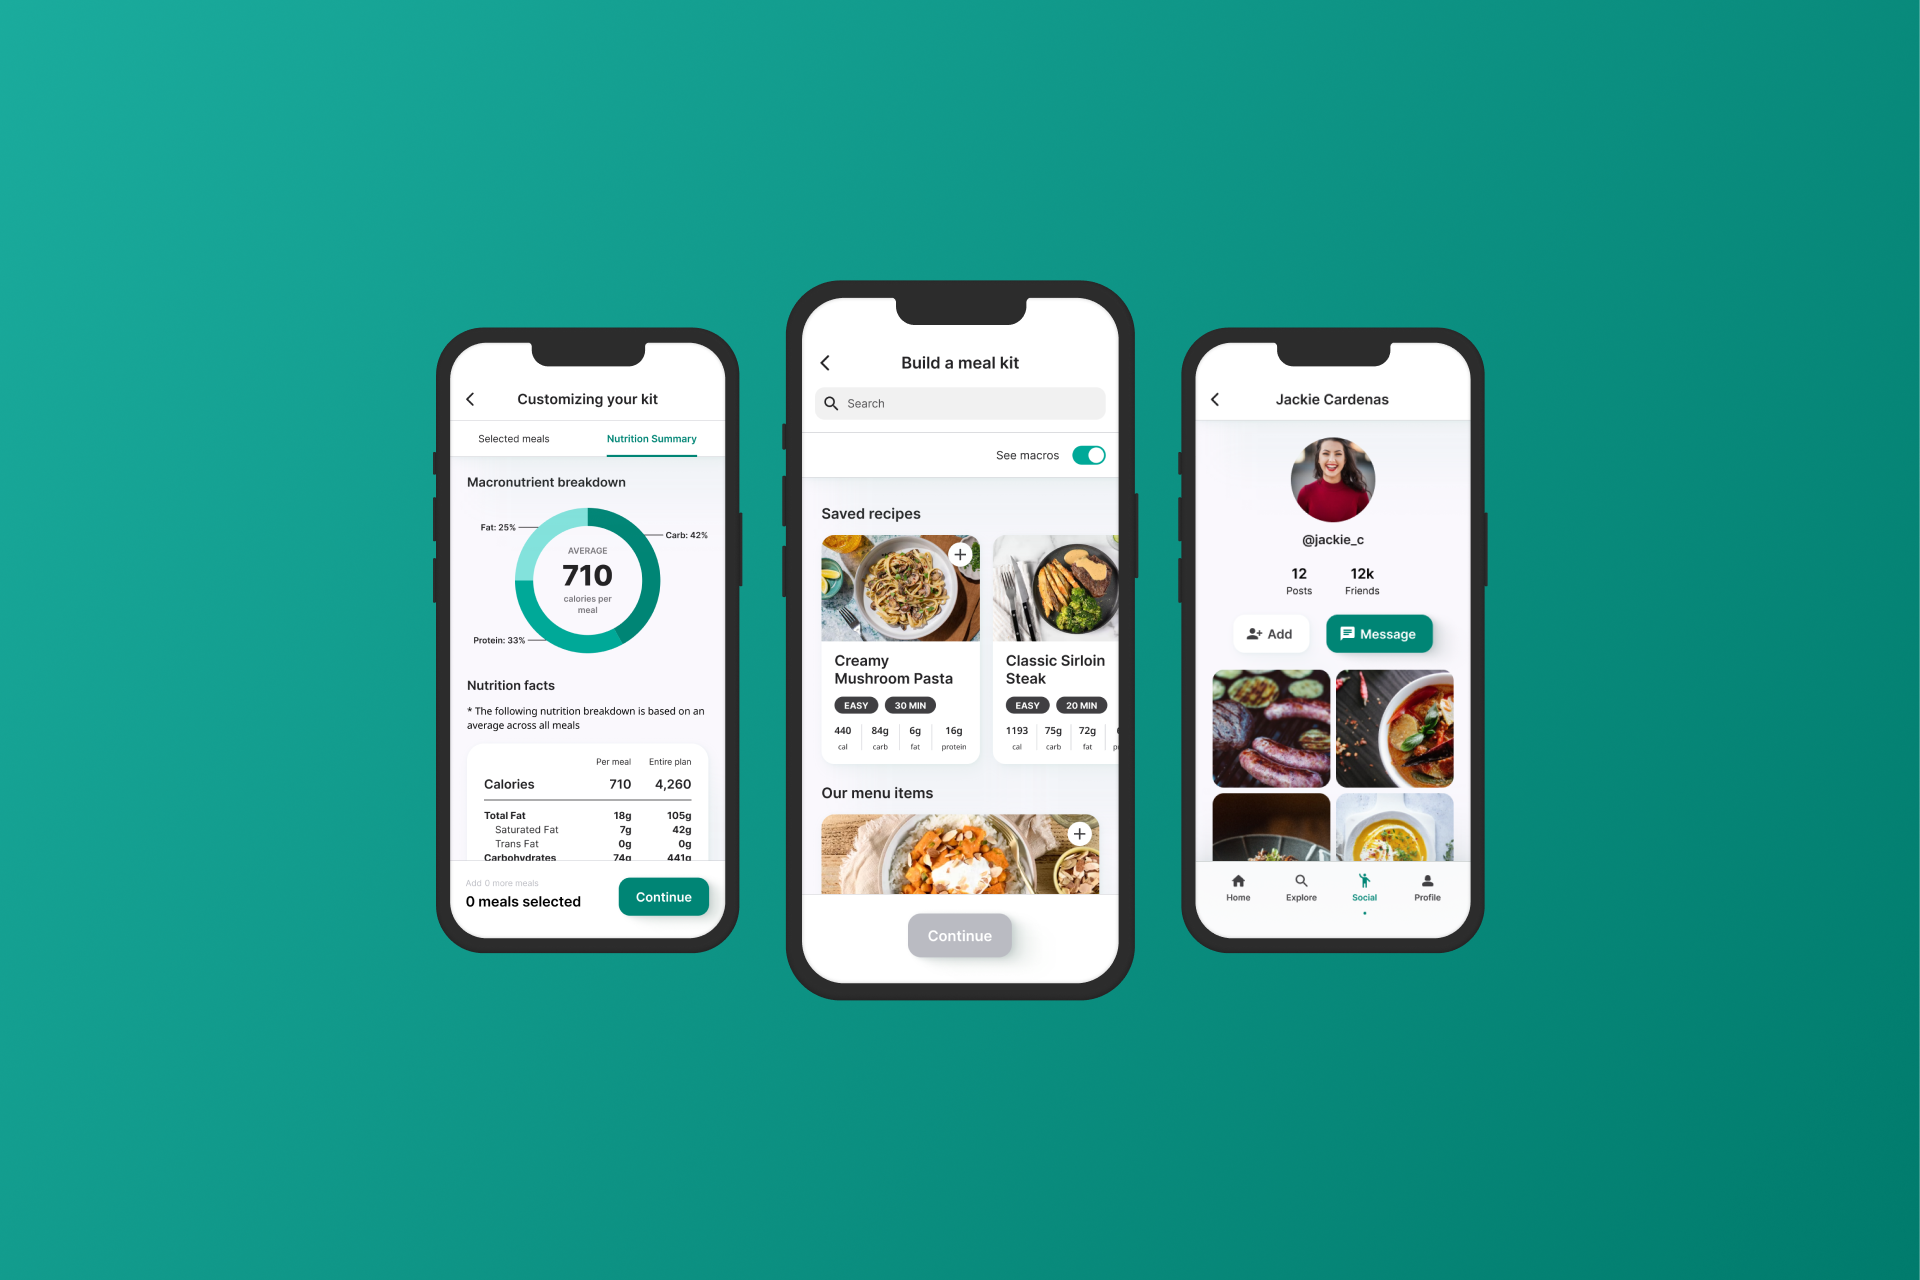 Customizing your kit
Selected meals
Nutrition Summary
Macronutrient breakdown
Fat: 25%
Carb: 42%
AVERAGE
710
calories per
meal
Protein: 33%
Nutrition facts
* The following nutrition breakdown is based on an
average across all meals
Per meal Entire plan
Calories 710 4,260
Total Fat 18g 105g
Saturated Fat 7g 42g
Trans Fat 0g 0g
Carbohydrates 74g 441g
Add 0 more meals
0 meals selected
Continue
Build a meal kit
Search
See macros
Saved recipes
Creamy
Mushroom Pasta
EASY 30 MIN
440 84g 6g 16g
cal carb fat protein
Classic Sirloin
Steak
EASY 20 MIN
1193 75g 72g
cal carb fat
Our menu items
Continue
Jackie Cardenas
@jackie_c
12 12k
Posts Friends
Add
Message
Home Explore Social Profile